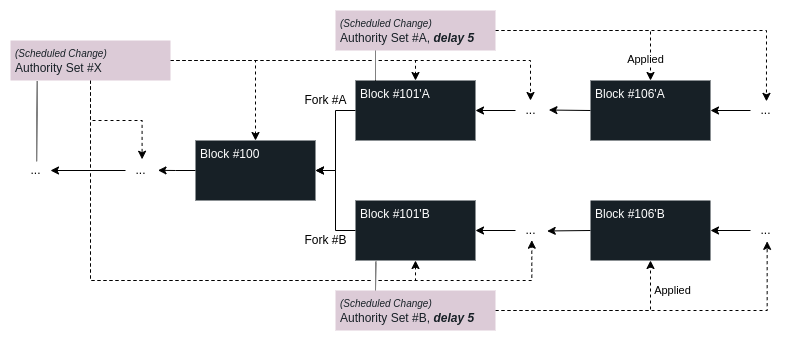 (Scheduled Change)
Authority Set #A, delay 5
(Scheduled Change)
Authority Set #X
Applied
Fork #A
Block #101'A
...
Block #106'A
...
Block #100
...
...
Block #101'B
...
Block #106'B
...
Fork #B
Applied
(Scheduled Change)
Authority Set #B, delay 5